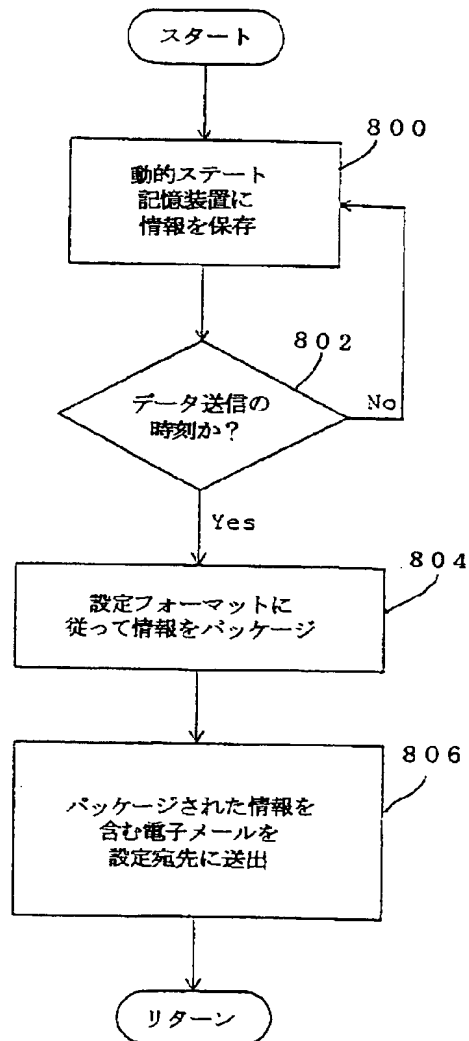 スタート
800
動的ステート
記憶装置に
情報を保存
802
データ送信の
時刻か?
No
Yes
804
設定フォーマットに
従って情報をパッケージ
806
パッケージされた情報を
含む電子メールを
設定宛先に送出
リターン